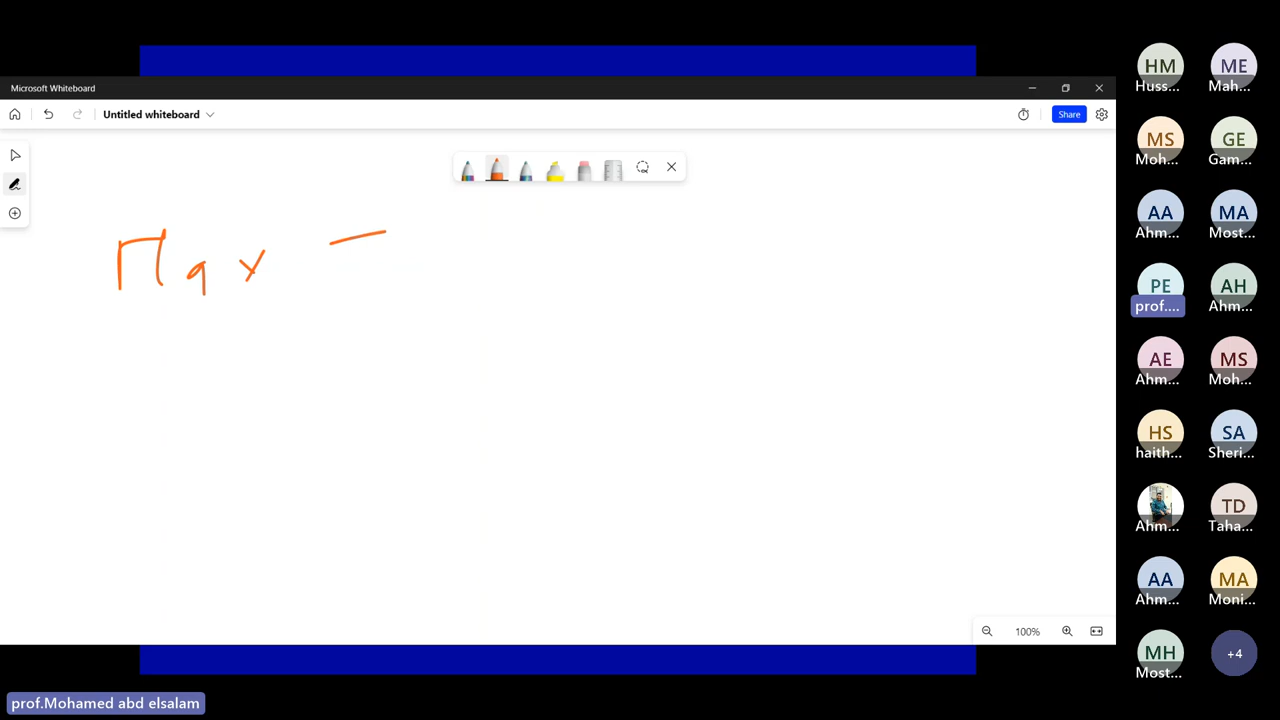 Microsoft Whiteboard
Untitled whiteboard
Share
Max
100%
HM
Huss...
ME
Mah...
MS
Moh...
GE
Gam...
AA
Ahm...
MA
Most...
PE
prof....
AH
Ahm...
AE
Ahm...
MS
Moh...
HS
haith...
SA
Sheri...
Ahm...
TD
Taha...
AA
Ahm...
MA
Moni...
MH
Most...
+4
prof.Mohamed abd elsalam